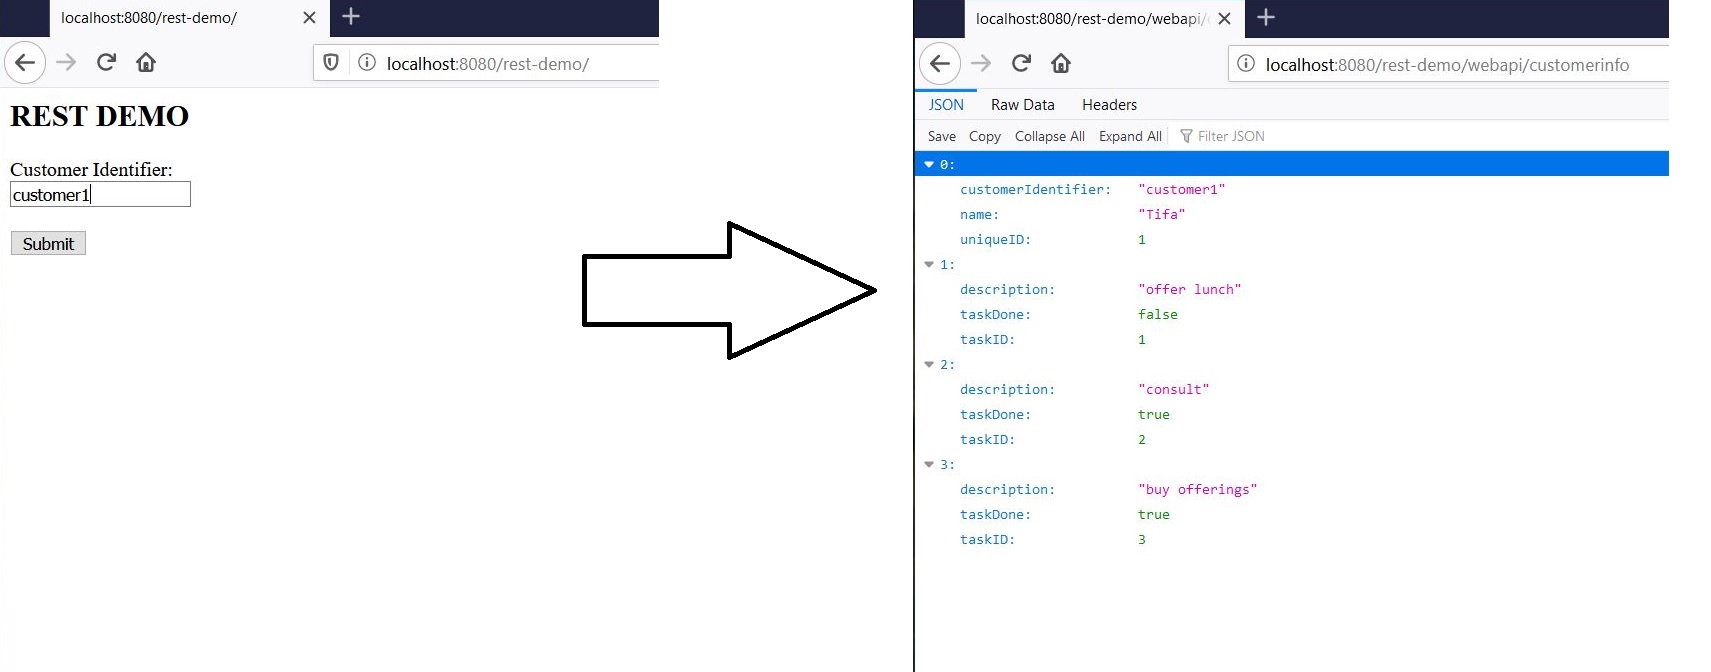 localhost:8080/rest-demo/
localhost:8080/rest-demo/
REST DEMO
Customer Identifier:
customer1
Submit
localhost:8080/rest-demo/webapi/
localhost:8080/rest-demo/webapi/customerinfo
JSON Raw Data Headers
Save Copy Collapse All Expand All Filter JSON
0:
customerIdentifier: "customer1"
name: "Tifa"
uniqueID: 1
1:
description: "offer lunch"
taskDone: false
taskID: 1
2:
description: "consult"
taskDone: true
taskID: 2
3:
description: "buy offerings"
taskDone: true
taskID: 3